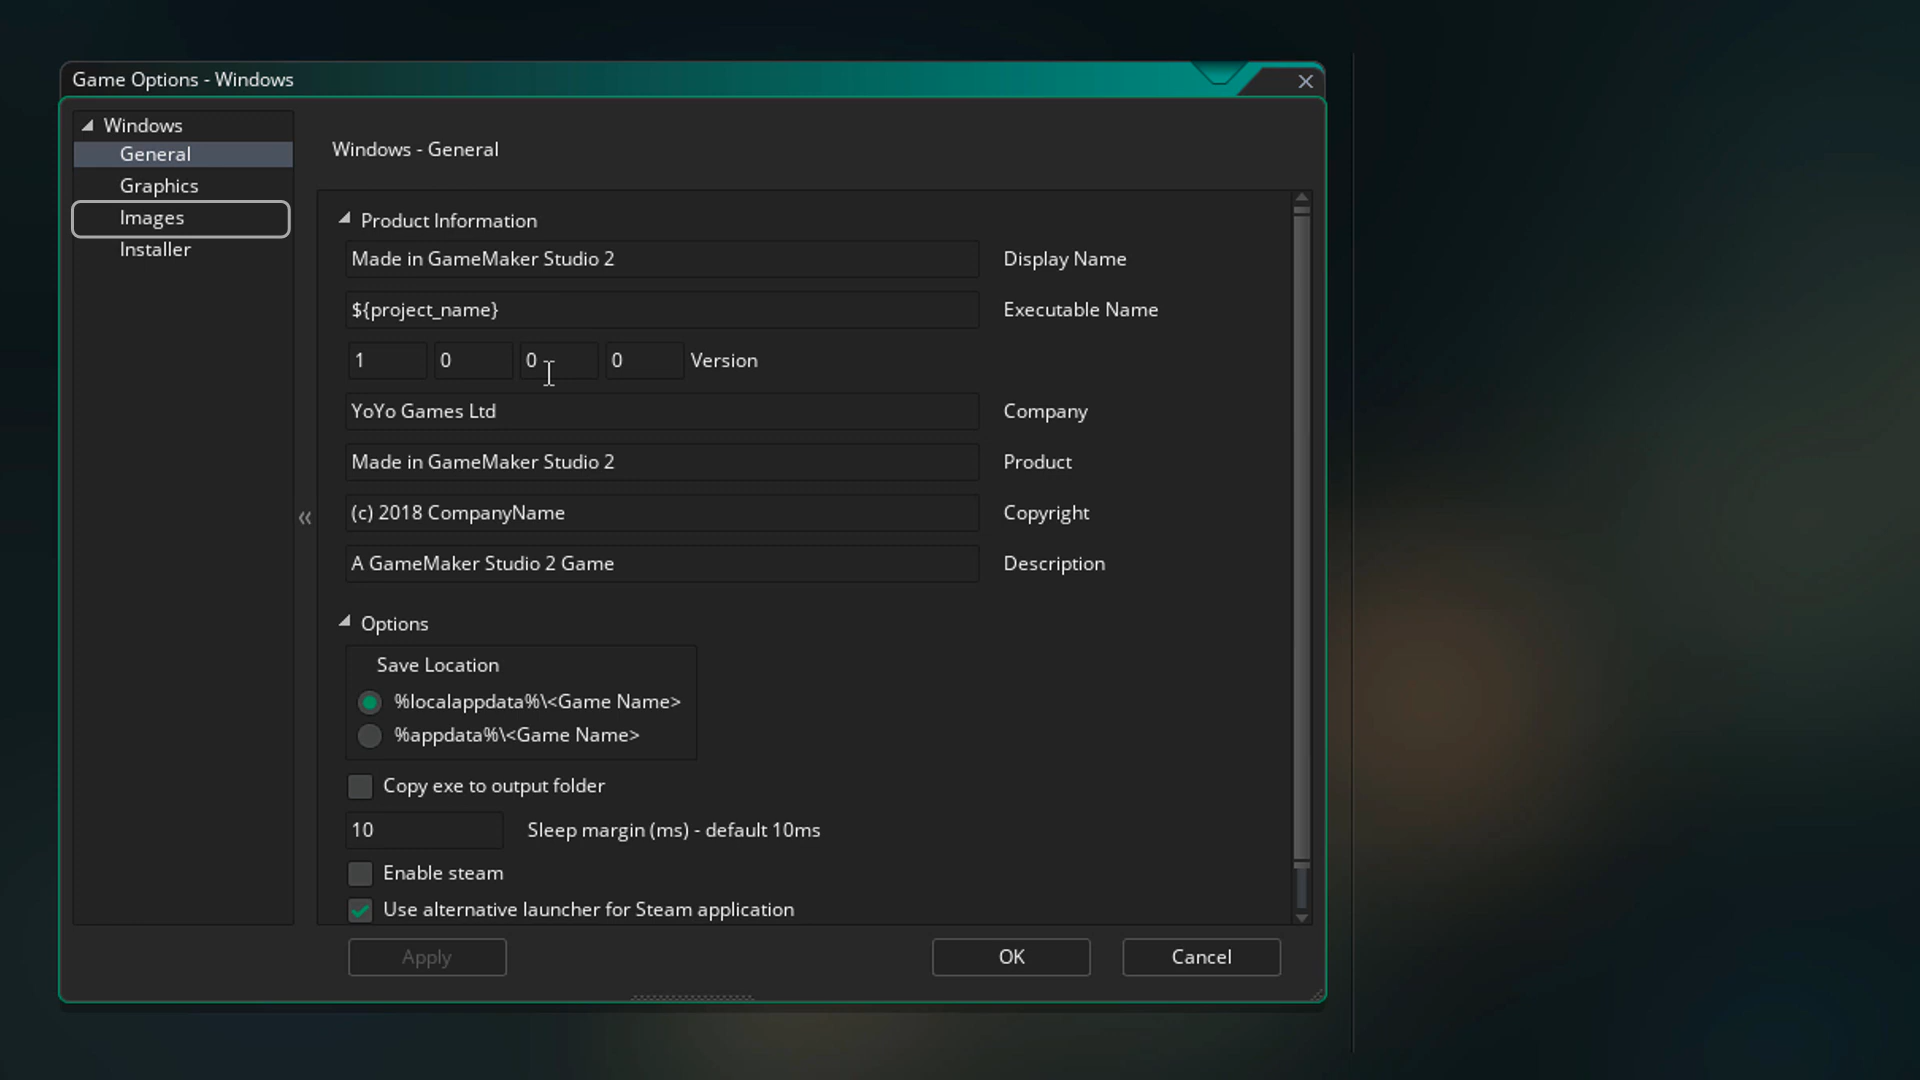 Game Options - Windows
Windows
General
Graphics
Images
Installer
Windows - General
Product Information
Made in GameMaker Studio 2 Display Name
${project_name} Executable Name
1 0 0 0 Version
YoYo Games Ltd Company
Made in GameMaker Studio 2 Product
(c) 2018 CompanyName Copyright
A GameMaker Studio 2 Game Description
Options
Save Location
%localappdata%\<Game Name>
%appdata%\<Game Name>
Copy exe to output folder
10 Sleep margin (ms) - default 10ms
Enable steam
Use alternative launcher for Steam application
Apply OK Cancel